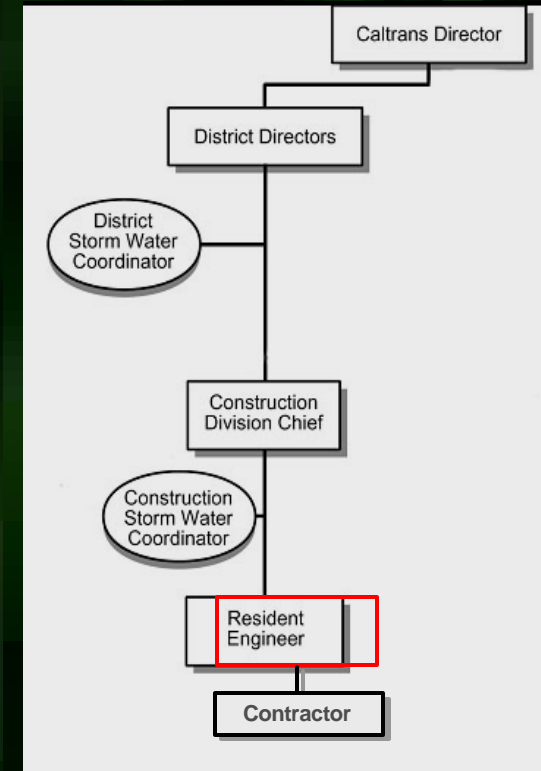 Caltrans Director
District Directors
District
Storm Water
Coordinator
Construction
Division Chief
Construction
Storm Water
Coordinator
Resident
Engineer
Contractor